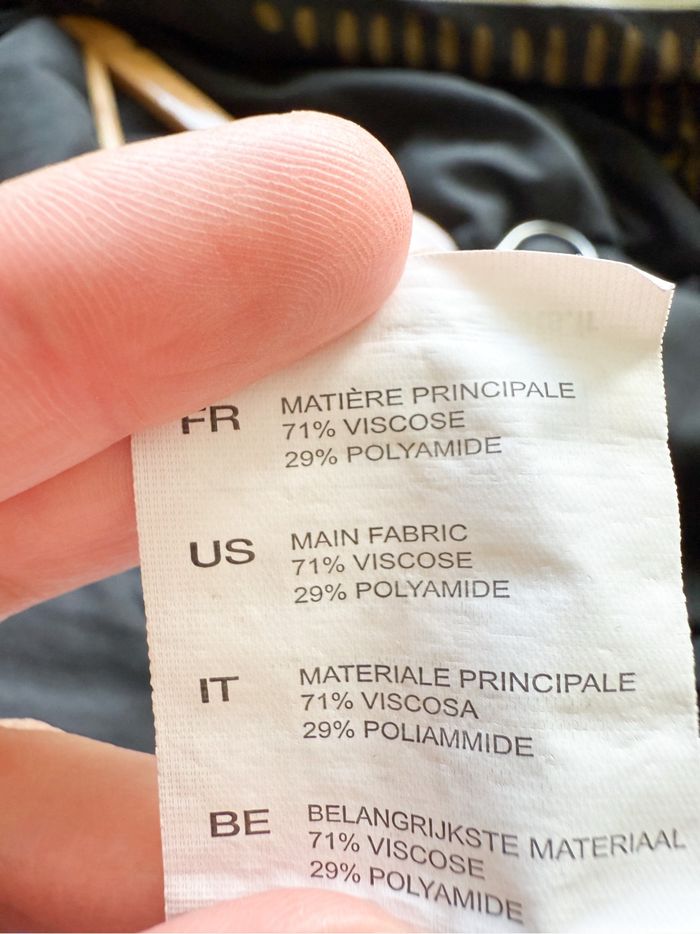 FR MATIÈRE PRINCIPALE
71% VISCOSE
29% POLYAMIDE
US MAIN FABRIC
71% VISCOSE
29% POLYAMIDE
IT MATERIALE PRINCIPALE
71% VISCOSA
29% POLIAMMIDE
BE BELANGRIJKSTE MATERIAAL
71% VISCOSE
29% POLYAMIDE